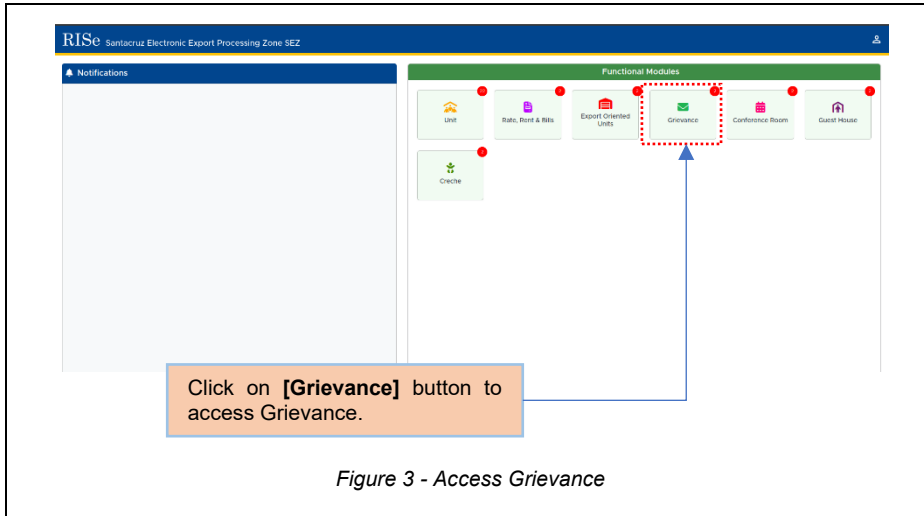 RISe Santacruz Electronic Export Processing Zone SEZ
Notifications
Functional Modules
Unit
Rate, Rent & Bills
Export Oriented
Units
Grievance
Conference Room
Guest House
Creche
Click on [Grievance] button to
access Grievance.
Figure 3 - Access Grievance